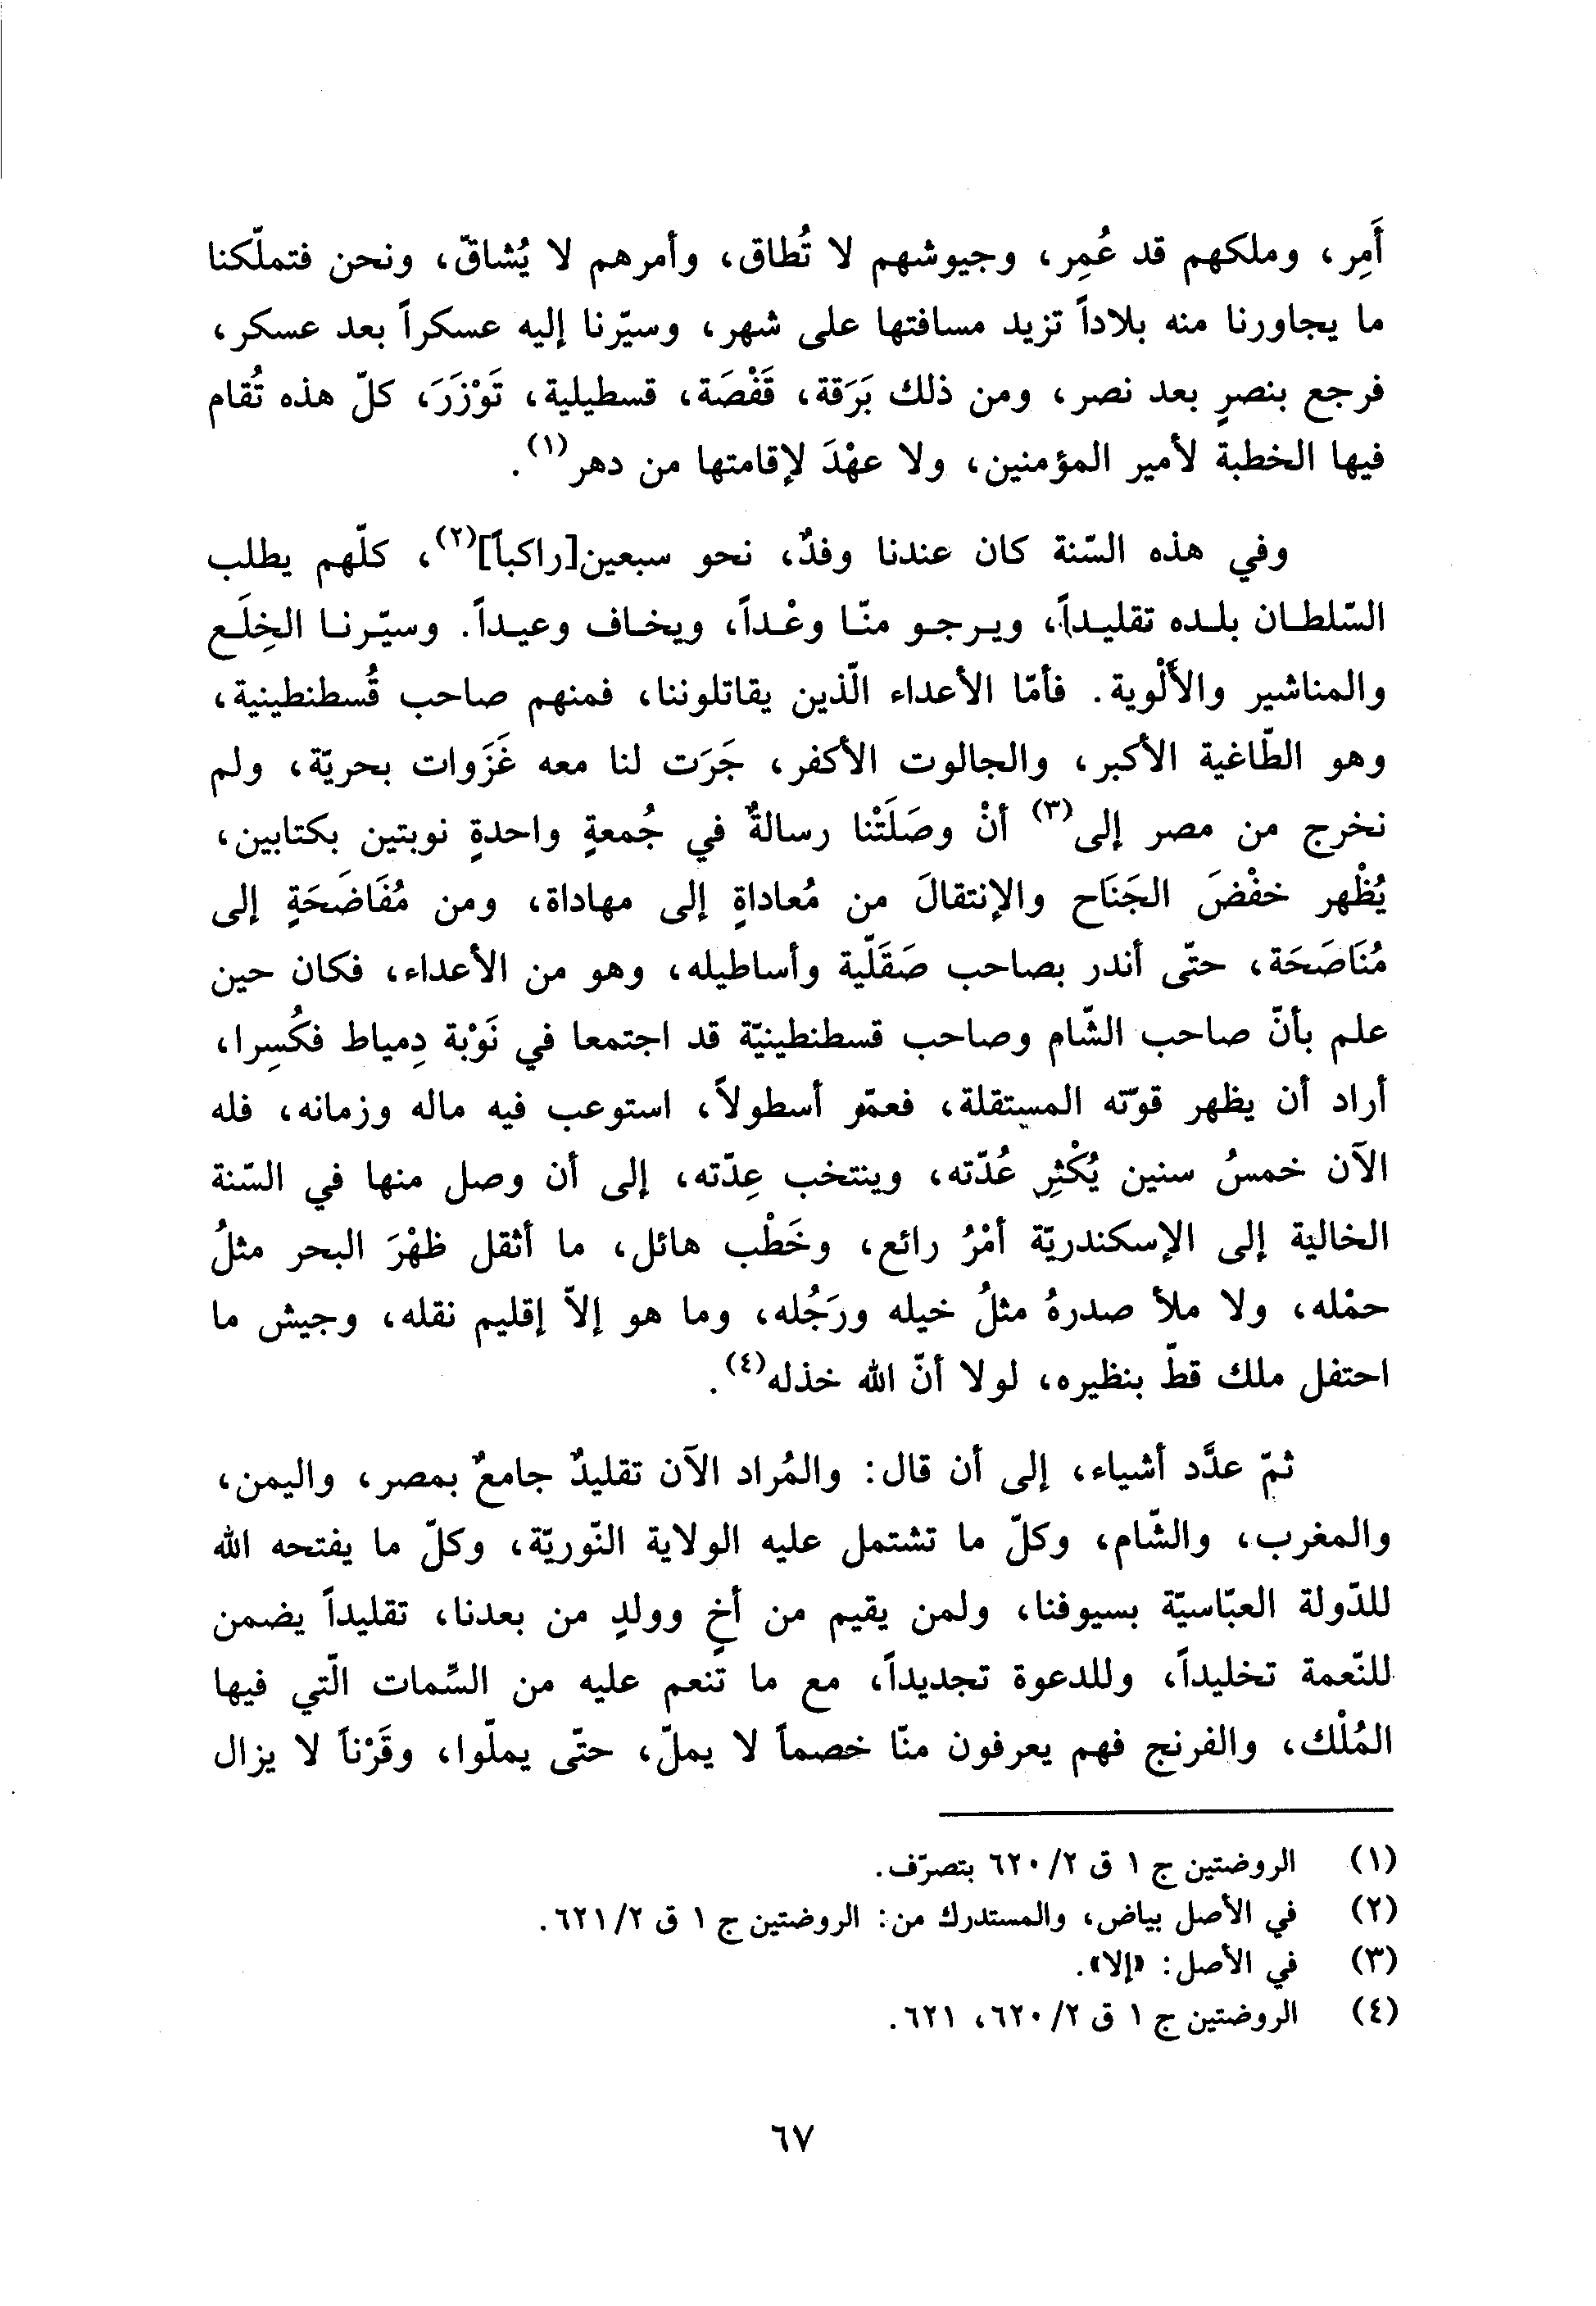 أَمِر، وملكهم قد عُمِر، وجيوشهم لا تُطاق، وأمرهم لا يُشاقّ، ونحن فتملّكنا
ما يجاورنا منه بلاداً تزيد مسافتها على شهر، وسيّرنا إليه عسكراً بعد عسكر،
فرجع بنصرٍ بعد نصر، ومن ذلك بَرَقة، قَفْصَة، قسطيلية، تَوْزَرَ، كلّ هذه تُقام
فيها الخطبة لأمير المؤمنين، ولا عهْدَ لإقامتها من دهر(١).
وفي هذه السّنة كان عندنا وفدٌ، نحو سبعين[راكباً](٢)، كلّهم يطلب
السّلطان بلده تقليداً، ويرجو منّا وعْداً، ويخاف وعيداً. وسيّرنا الخِلَع
والمناشير والأَلْوية. فأمّا الأعداء الّذين يقاتلوننا، فمنهم صاحب قُسطنطينية،
وهو الطّاغية الأكبر، والجالوت الأكفر، جَرَت لنا معه غَزَوات بحريّة، ولم
نخرج من مصر إلى(٣) أنْ وصَلَتْنا رسالةٌ في جُمعةٍ واحدةٍ نوبتين بكتابين،
يُظْهر خفْضَ الجَنَاح والإنتقالَ من مُعاداةٍ إلى مهاداة، ومن مُفَاضَحَةٍ إلى
مُنَاصَحَة، حتّى أندر بصاحب صَقَلّية وأساطيله، وهو من الأعداء، فكان حين
علم بأنّ صاحب الشّام وصاحب قسطنطينيّة قد اجتمعا في نَوْبة دِمياط فكُسِرا،
أراد أن يظهر قوّته المستقلة، فعمّر أسطولاً، استوعب فيه ماله وزمانه، فله
الآن خمسُ سنين يُكْثِر عُدّته، وينتخب عِدّته، إلى أن وصل منها في السّنة
الخالية إلى الإسكندريّة أمْرُ رائع، وخَطْب هائل، ما أثقل ظهْرَ البحر مثلُ
حمْله، ولا ملأ صدرهُ مثلُ خيله ورَجُله، وما هو إلاّ إقليم نقله، وجيش ما
احتفل ملك قطّ بنظيره، لولا أنّ الله خذله(٤).
ثمّ عدَّد أشياء، إلى أن قال: والمُراد الآن تقليدٌ جامعٌ بمصر، واليمن،
والمغرب، والشّام، وكلّ ما تشتمل عليه الولاية النّوريّة، وكلّ ما يفتحه الله
للدّولة العبّاسيّة بسيوفنا، ولمن يقيم من أخٍ وولدٍ من بعدنا، تقليداً يضمن
للنّعمة تخليداً، وللدعوة تجديداً، مع ما تنعم عليه من السِّمات الّتي فيها
المُلْك، والفرنج فهم يعرفون منّا خصماً لا يملّ، حتّى يملّوا، وقَرْناً لا يزال
(١) الروضتين ج ١ ق ٢/ ٦٢٠ بتصرّف.
(٢) في الأصل بياض، والمستدرك من: الروضتين ج ١ ق ٢/ ٦٢١.
(٣) في الأصل: «إلا».
(٤) الروضتين ج ١ ق ٢/ ٦٢٠، ٦٢١.
٦٧